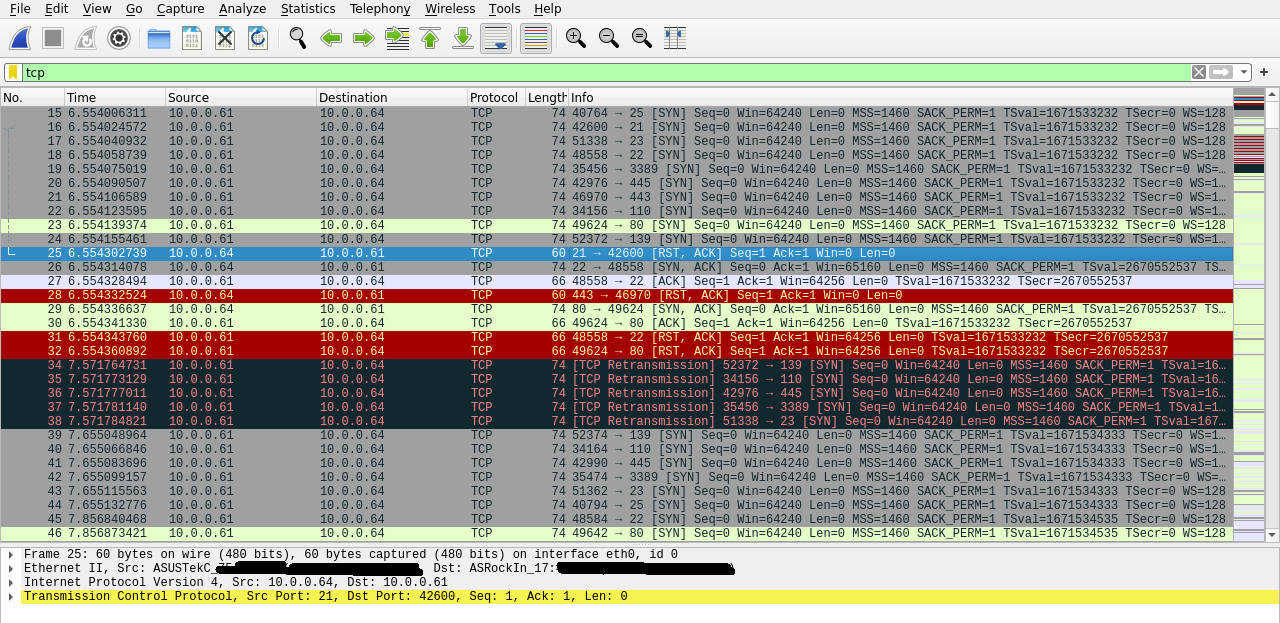 File Edit View Go Capture Analyze Statistics Telephony Wireless Tools Help
tcp
No. Time Source Destination Protocol Length Info
15 6.554006311 10.0.0.61 10.0.0.64 TCP 74 40764 → 25 [SYN] Seq=0 Win=64240 Len=0 MSS=1460 SACK_PERM=1 TSval=1671533232 TSecr=0 WS=128
16 6.554024572 10.0.0.61 10.0.0.64 TCP 74 42600 → 21 [SYN] Seq=0 Win=64240 Len=0 MSS=1460 SACK_PERM=1 TSval=1671533232 TSecr=0 WS=128
17 6.554040932 10.0.0.61 10.0.0.64 TCP 74 51338 → 23 [SYN] Seq=0 Win=64240 Len=0 MSS=1460 SACK_PERM=1 TSval=1671533232 TSecr=0 WS=128
18 6.554058739 10.0.0.61 10.0.0.64 TCP 74 48558 → 22 [SYN] Seq=0 Win=64240 Len=0 MSS=1460 SACK_PERM=1 TSval=1671533232 TSecr=0 WS=128
19 6.554075019 10.0.0.61 10.0.0.64 TCP 74 35456 → 3389 [SYN] Seq=0 Win=64240 Len=0 MSS=1460 SACK_PERM=1 TSval=1671533232 TSecr=0 WS=…
20 6.554090507 10.0.0.61 10.0.0.64 TCP 74 42976 → 445 [SYN] Seq=0 Win=64240 Len=0 MSS=1460 SACK_PERM=1 TSval=1671533232 TSecr=0 WS=1…
21 6.554106589 10.0.0.61 10.0.0.64 TCP 74 46970 → 443 [SYN] Seq=0 Win=64240 Len=0 MSS=1460 SACK_PERM=1 TSval=1671533232 TSecr=0 WS=1…
22 6.554123595 10.0.0.61 10.0.0.64 TCP 74 34156 → 110 [SYN] Seq=0 Win=64240 Len=0 MSS=1460 SACK_PERM=1 TSval=1671533232 TSecr=0 WS=1…
23 6.554139374 10.0.0.61 10.0.0.64 TCP 74 49624 → 80 [SYN] Seq=0 Win=64240 Len=0 MSS=1460 SACK_PERM=1 TSval=1671533232 TSecr=0 WS=128
24 6.554155461 10.0.0.61 10.0.0.64 TCP 74 52372 → 139 [SYN] Seq=0 Win=64240 Len=0 MSS=1460 SACK_PERM=1 TSval=1671533232 TSecr=0 WS=1…
25 6.554302739 10.0.0.64 10.0.0.61 TCP 60 21 → 42600 [RST, ACK] Seq=1 Ack=1 Win=0 Len=0
26 6.554314078 10.0.0.64 10.0.0.61 TCP 74 22 → 48558 [SYN, ACK] Seq=0 Ack=1 Win=65160 Len=0 MSS=1460 SACK_PERM=1 TSval=2670552537 TS…
27 6.554328494 10.0.0.61 10.0.0.64 TCP 66 48558 → 22 [ACK] Seq=1 Ack=1 Win=64256 Len=0 TSval=1671533232 TSecr=2670552537
28 6.554332524 10.0.0.64 10.0.0.61 TCP 60 443 → 46970 [RST, ACK] Seq=1 Ack=1 Win=0 Len=0
29 6.554336637 10.0.0.64 10.0.0.61 TCP 74 80 → 49624 [SYN, ACK] Seq=0 Ack=1 Win=65160 Len=0 MSS=1460 SACK_PERM=1 TSval=2670552537 TS…
30 6.554341330 10.0.0.61 10.0.0.64 TCP 66 49624 → 80 [ACK] Seq=1 Ack=1 Win=64256 Len=0 TSval=1671533232 TSecr=2670552537
31 6.554343760 10.0.0.61 10.0.0.64 TCP 66 48558 → 22 [RST, ACK] Seq=1 Ack=1 Win=64256 Len=0 TSval=1671533232 TSecr=2670552537
32 6.554360892 10.0.0.61 10.0.0.64 TCP 66 49624 → 80 [RST, ACK] Seq=1 Ack=1 Win=64256 Len=0 TSval=1671533232 TSecr=2670552537
34 7.571764731 10.0.0.61 10.0.0.64 TCP 74 [TCP Retransmission] 52372 → 139 [SYN] Seq=0 Win=64240 Len=0 MSS=1460 SACK_PERM=1 TSval=16…
35 7.571773129 10.0.0.61 10.0.0.64 TCP 74 [TCP Retransmission] 34156 → 110 [SYN] Seq=0 Win=64240 Len=0 MSS=1460 SACK_PERM=1 TSval=16…
36 7.571777011 10.0.0.61 10.0.0.64 TCP 74 [TCP Retransmission] 42976 → 445 [SYN] Seq=0 Win=64240 Len=0 MSS=1460 SACK_PERM=1 TSval=16…
37 7.571781140 10.0.0.61 10.0.0.64 TCP 74 [TCP Retransmission] 35456 → 3389 [SYN] Seq=0 Win=64240 Len=0 MSS=1460 SACK_PERM=1 TSval=1…
38 7.571784821 10.0.0.61 10.0.0.64 TCP 74 [TCP Retransmission] 51338 → 23 [SYN] Seq=0 Win=64240 Len=0 MSS=1460 SACK_PERM=1 TSval=167…
39 7.655048964 10.0.0.61 10.0.0.64 TCP 74 52374 → 139 [SYN] Seq=0 Win=64240 Len=0 MSS=1460 SACK_PERM=1 TSval=1671534333 TSecr=0 WS=1…
40 7.655066846 10.0.0.61 10.0.0.64 TCP 74 34164 → 110 [SYN] Seq=0 Win=64240 Len=0 MSS=1460 SACK_PERM=1 TSval=1671534333 TSecr=0 WS=1…
41 7.655083696 10.0.0.61 10.0.0.64 TCP 74 42990 → 445 [SYN] Seq=0 Win=64240 Len=0 MSS=1460 SACK_PERM=1 TSval=1671534333 TSecr=0 WS=1…
42 7.655099157 10.0.0.61 10.0.0.64 TCP 74 35474 → 3389 [SYN] Seq=0 Win=64240 Len=0 MSS=1460 SACK_PERM=1 TSval=1671534333 TSecr=0 WS=…
43 7.655115563 10.0.0.61 10.0.0.64 TCP 74 51362 → 23 [SYN] Seq=0 Win=64240 Len=0 MSS=1460 SACK_PERM=1 TSval=1671534333 TSecr=0 WS=128
44 7.655132776 10.0.0.61 10.0.0.64 TCP 74 40794 → 25 [SYN] Seq=0 Win=64240 Len=0 MSS=1460 SACK_PERM=1 TSval=1671534333 TSecr=0 WS=128
45 7.856840468 10.0.0.61 10.0.0.64 TCP 74 48584 → 22 [SYN] Seq=0 Win=64240 Len=0 MSS=1460 SACK_PERM=1 TSval=1671534535 TSecr=0 WS=128
46 7.856873421 10.0.0.61 10.0.0.64 TCP 74 49642 → 80 [SYN] Seq=0 Win=64240 Len=0 MSS=1460 SACK_PERM=1 TSval=1671534535 TSecr=0 WS=128
Frame 25: 60 bytes on wire (480 bits), 60 bytes captured (480 bits) on interface eth0, id 0
Ethernet II, Src: ASUSTekC_ , Dst: ASRockIn_17:
Internet Protocol Version 4, Src: 10.0.0.64, Dst: 10.0.0.61
Transmission Control Protocol, Src Port: 21, Dst Port: 42600, Seq: 1, Ack: 1, Len: 0